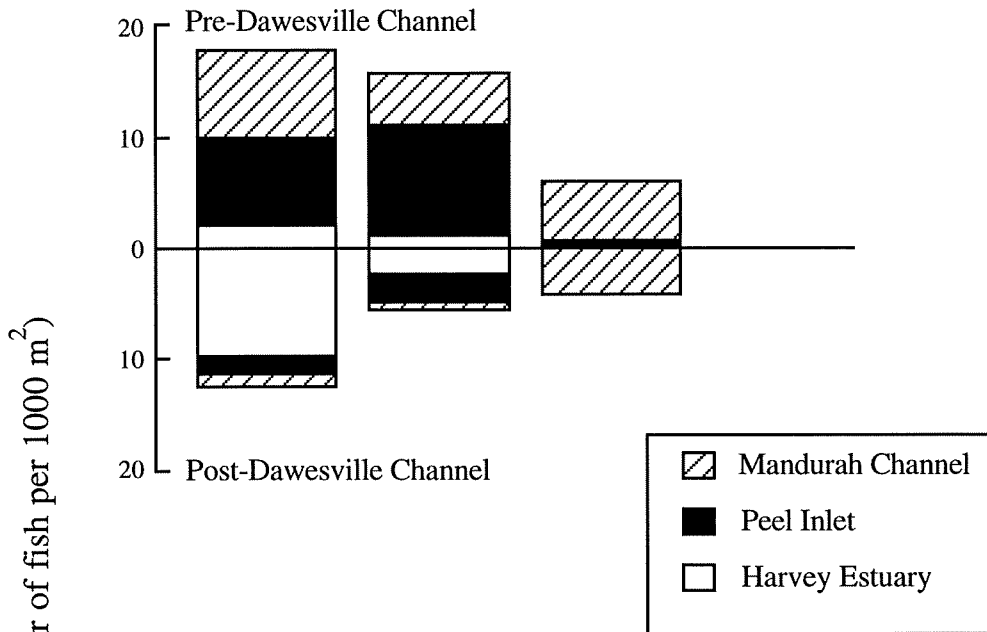 20
Pre-Dawesville Channel
10
0
10
20
Post-Dawesville Channel
of fish per 1000 m²)
Mandurah Channel
Peel Inlet
Harvey Estuary